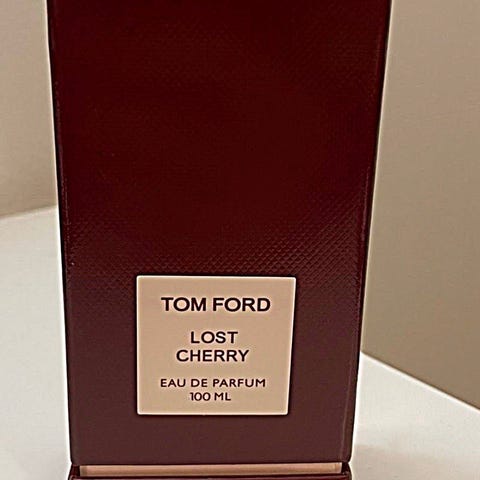 TOM FORD
LOST
CHERRY
EAU DE PARFUM
100 ML